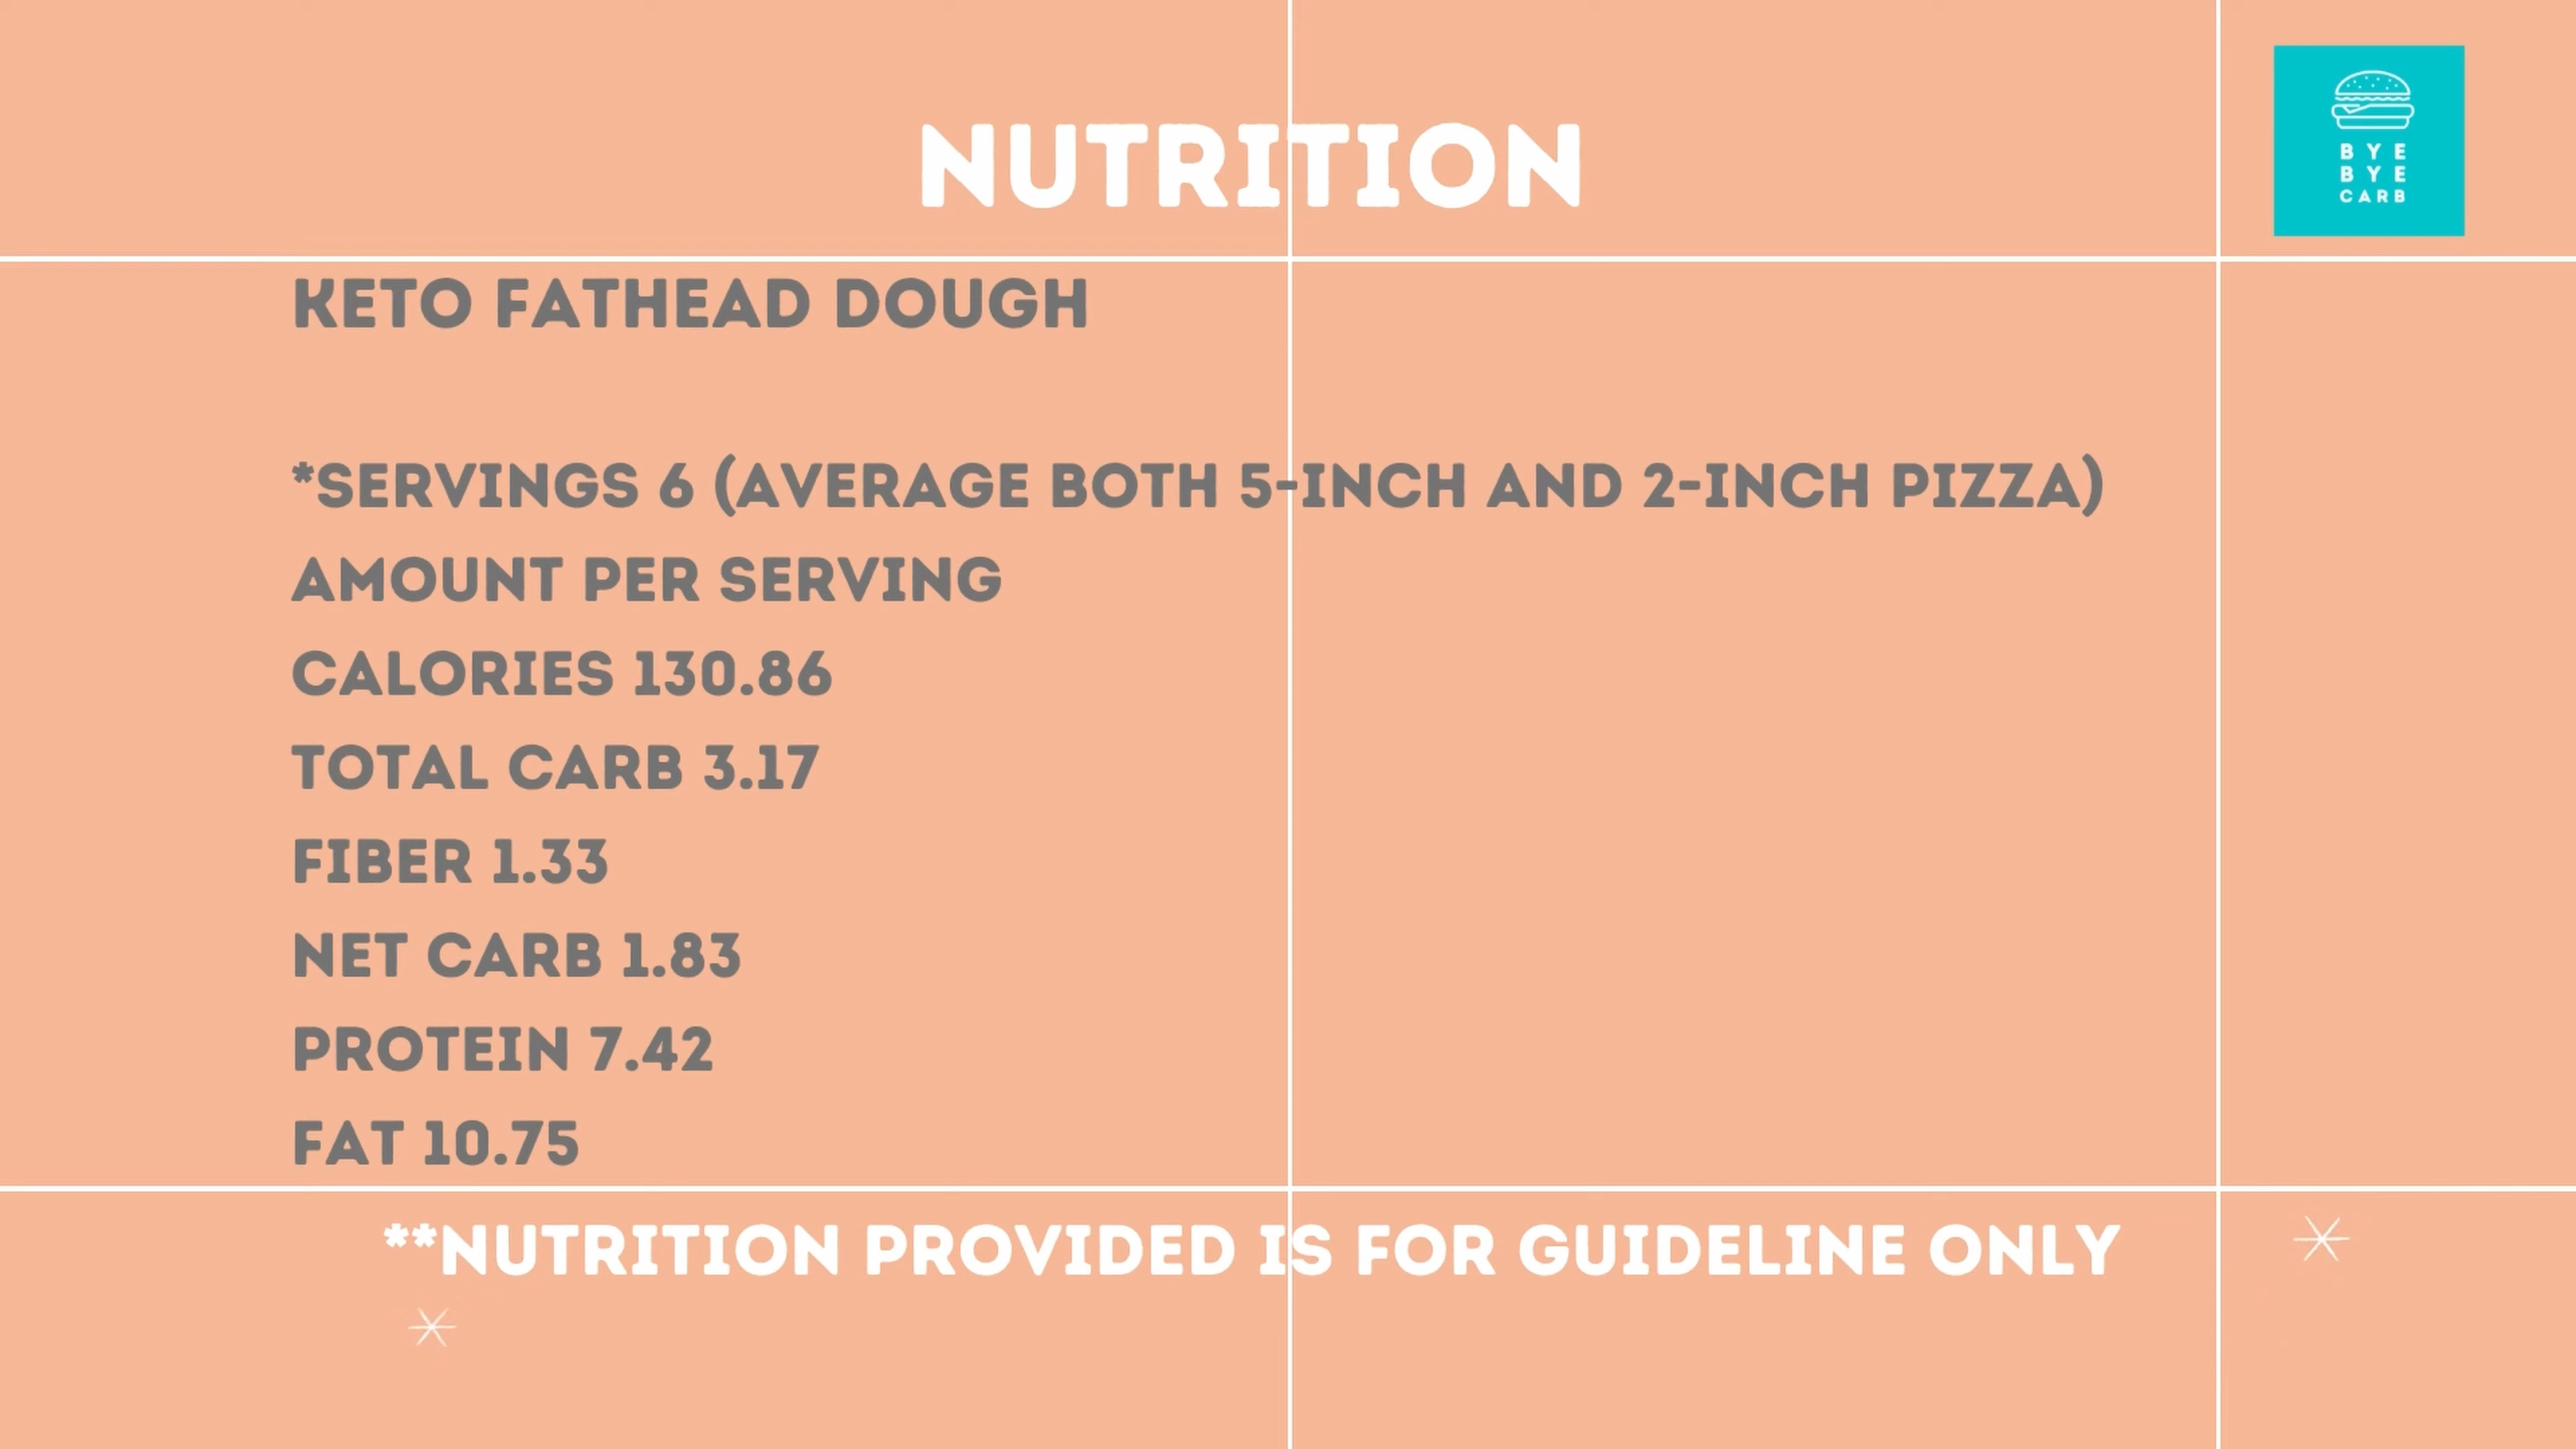 NUTRITION
BYE
BYE
CARB
KETO FATHEAD DOUGH
*SERVINGS 6 (AVERAGE BOTH 5-INCH AND 2-INCH PIZZA)
AMOUNT PER SERVING
CALORIES 130.86
TOTAL CARB 3.17
FIBER 1.33
NET CARB 1.83
PROTEIN 7.42
FAT 10.75
**NUTRITION PROVIDED IS FOR GUIDELINE ONLY